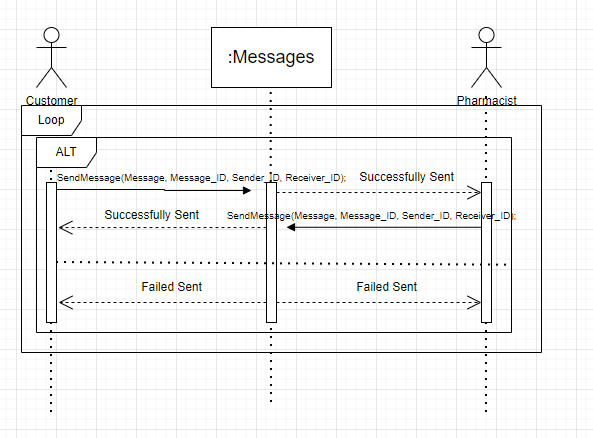 :Messages
Customer
Pharmacist
Loop
ALT
SendMessage(Message, Message_ID, Sender_ID, Receiver_ID);
Successfully Sent
Successfully Sent
SendMessage(Message, Message_ID, Sender_ID, Receiver_ID);
Failed Sent
Failed Sent